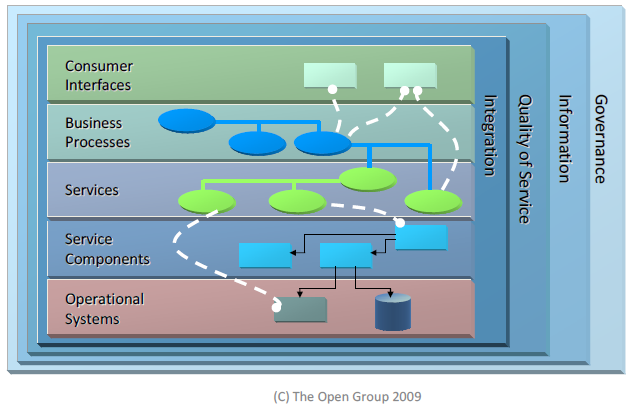 Consumer
Interfaces
Business
Processes
Services
Service
Components
Operational
Systems
Integration
Quality of Service
Information
Governance
(C) The Open Group 2009